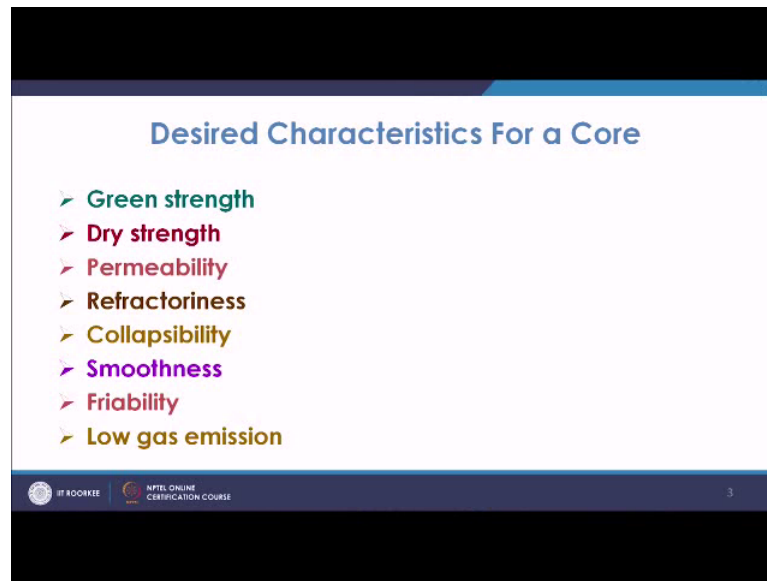 Desired Characteristics For a Core
➢ Green strength
➢ Dry strength
➢ Permeability
➢ Refractoriness
➢ Collapsibility
➢ Smoothness
➢ Friability
➢ Low gas emission
IIT ROORKEE
NPTEL ONLINE
CERTIFICATION COURSE
3